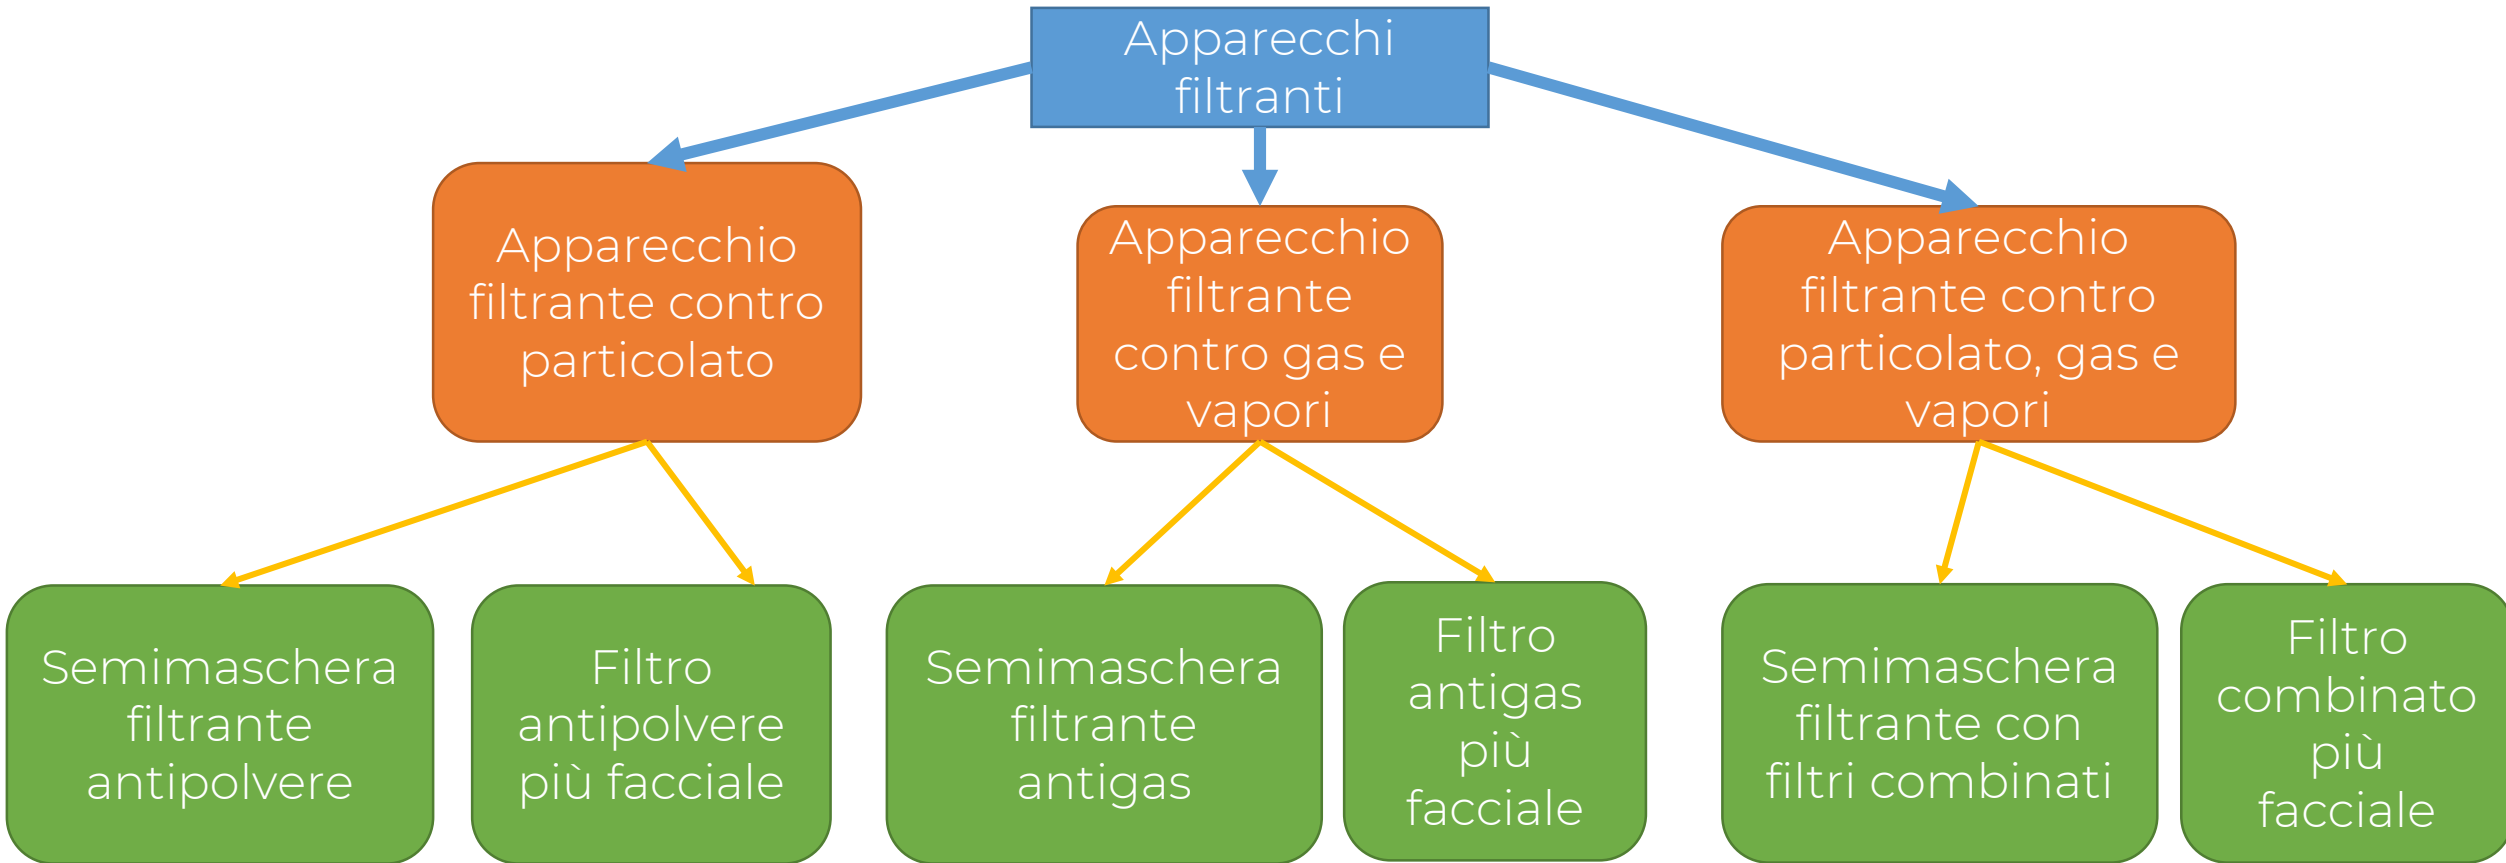 Apparecchi
filtranti
Apparecchio
filtrante contro
particolato
Apparecchio
filtrante
contro gas e
vapori
Apparecchio
filtrante contro
particolato, gas e
vapori
Semimaschera
filtrante
antipolvere
Filtro
antipolvere
più facciale
Semimaschera
filtrante
antigas
Filtro
antigas
più
facciale
Semimaschera
filtrante con
filtri combinati
Filtro
combinato
più
facciale